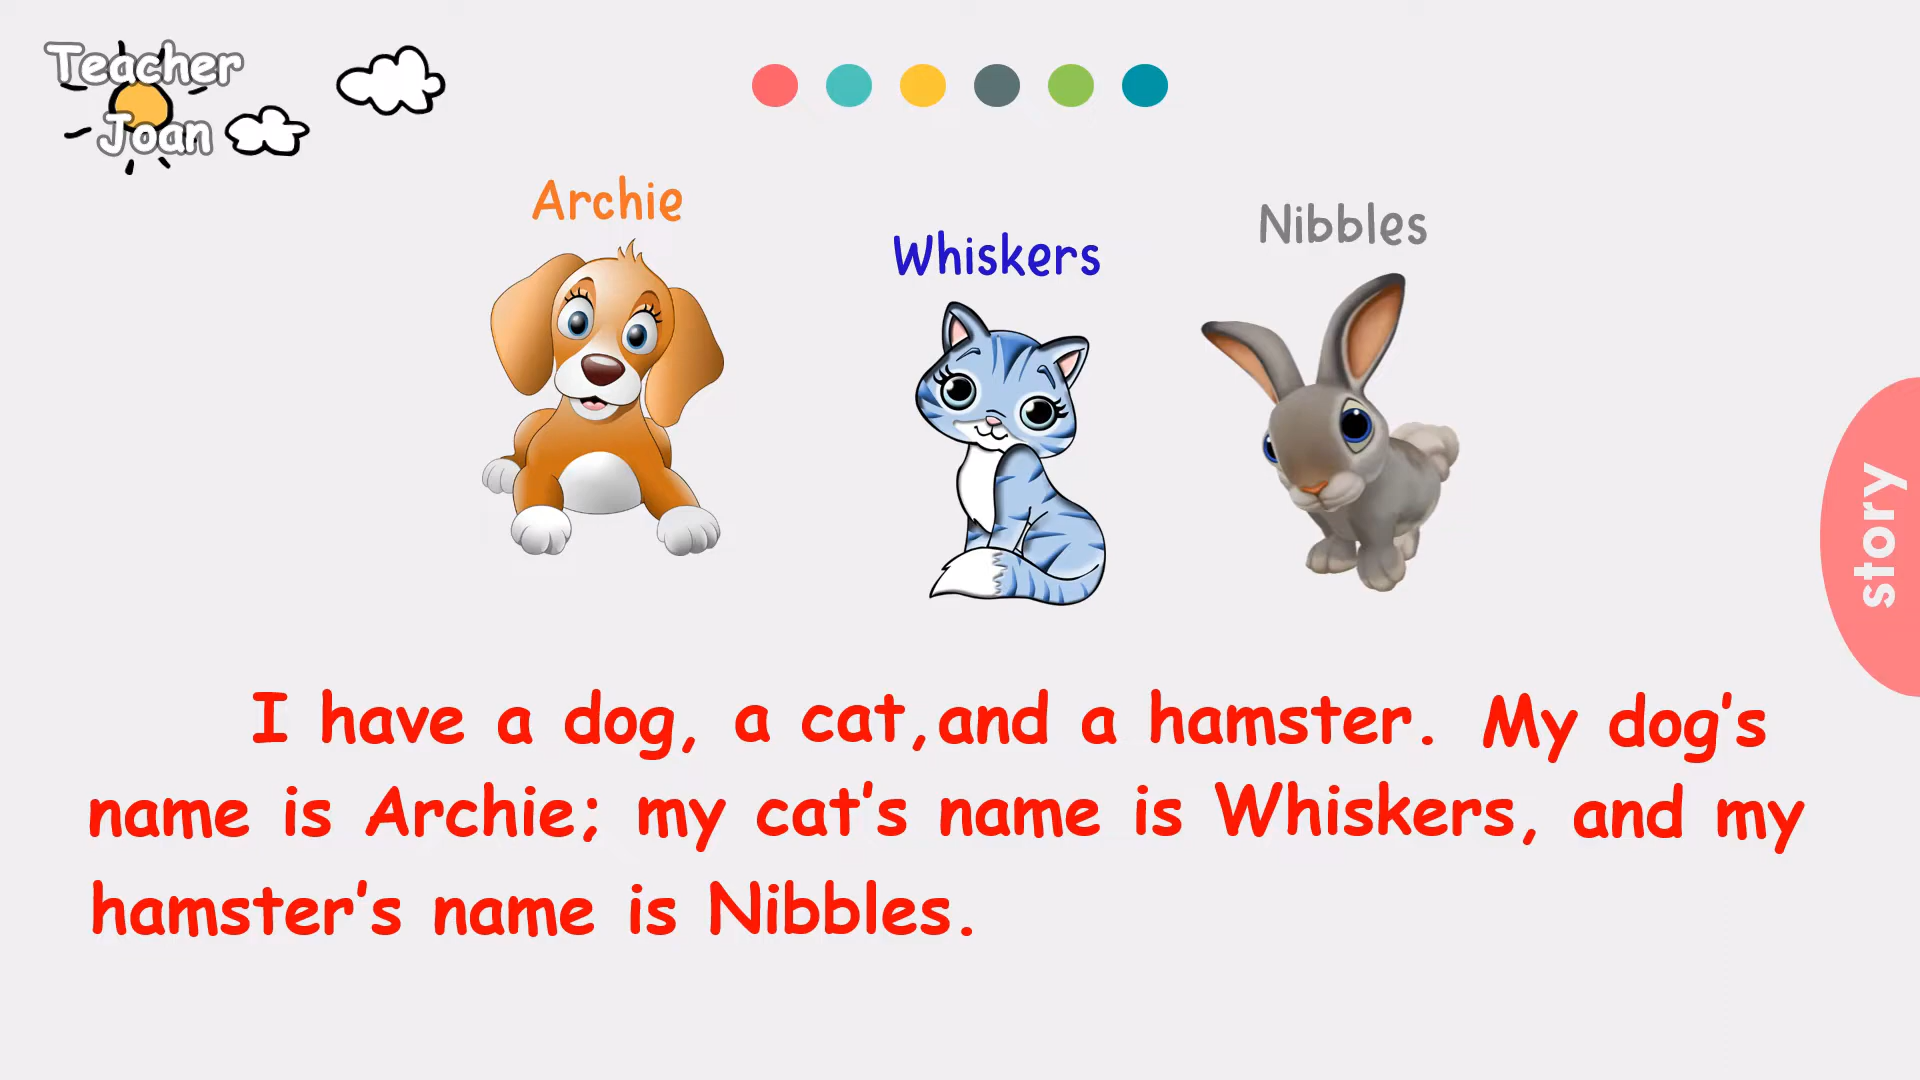 Teacher
Joan
Archie
Whiskers
Nibbles
story
I have a dog, a cat,and a hamster. My dog's
name is Archie; my cat's name is Whiskers, and my
hamster's name is Nibbles.